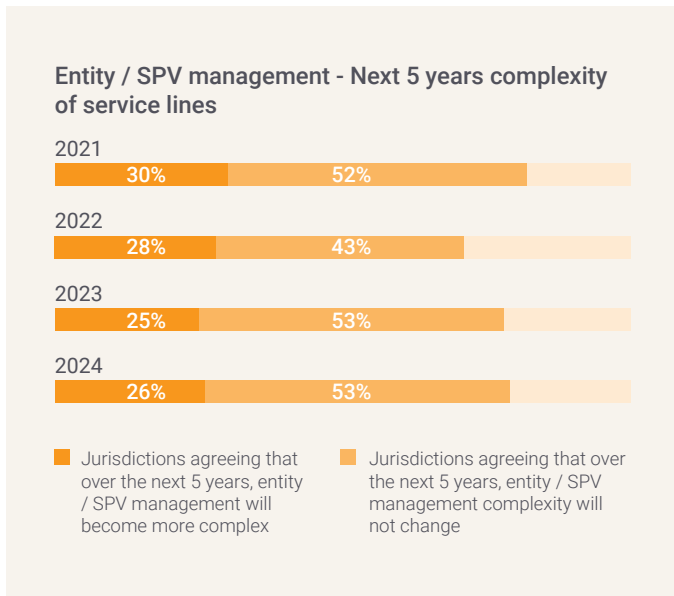 Entity / SPV management - Next 5 years complexity
of service lines
2021
30% 52%
2022
28% 43%
2023
25% 53%
2024
26% 53%
Jurisdictions agreeing that
over the next 5 years, entity
/ SPV management will
become more complex
Jurisdictions agreeing that over
the next 5 years, entity / SPV
management complexity will
not change